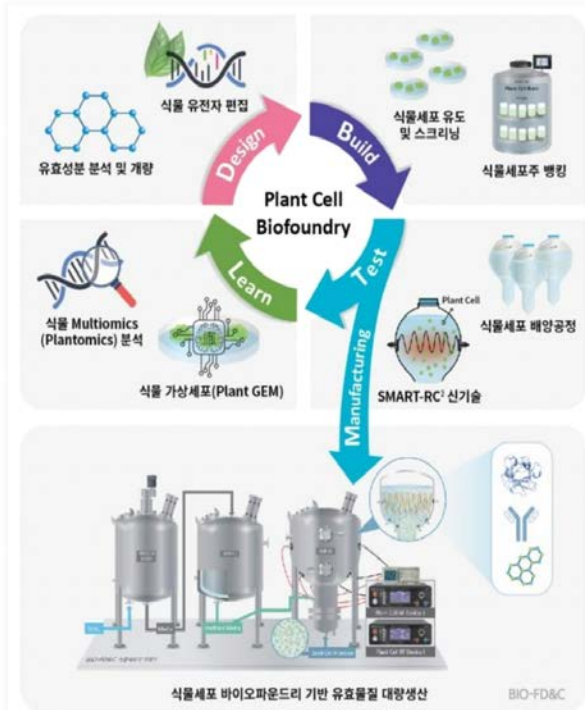 식물 유전자 편집
유효성분 분석 및 개량
식물세포 유도
및 스크리닝
식물세포주 뱅킹
Design
Build
Plant Cell
Biofoundry
Learn
Test
식물 Multiomics
(Plantomics) 분석
식물 가상세포(Plant GEM)
식물세포 배양공정
Plant Cell
SMART-RC² 신기술
Manufacturing
식물세포 바이오파운드리 기반 유효물질 대량생산
BIO-FD&C